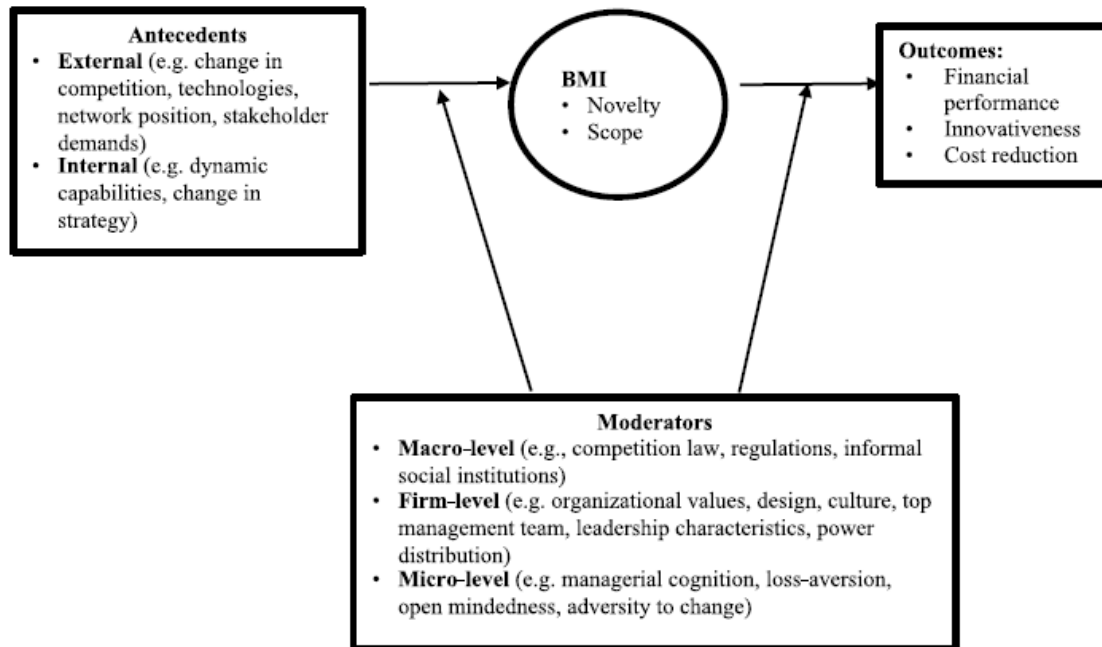 Antecedents
• External (e.g. change in
competition, technologies,
network position, stakeholder
demands)
• Internal (e.g. dynamic
capabilities, change in
strategy)
BMI
• Novelty
• Scope
Outcomes:
• Financial
performance
• Innovativeness
• Cost reduction
Moderators
• Macro-level (e.g., competition law, regulations, informal
social institutions)
• Firm-level (e.g. organizational values, design, culture, top
management team, leadership characteristics, power
distribution)
• Micro-level (e.g. managerial cognition, loss-aversion,
open mindedness, adversity to change)